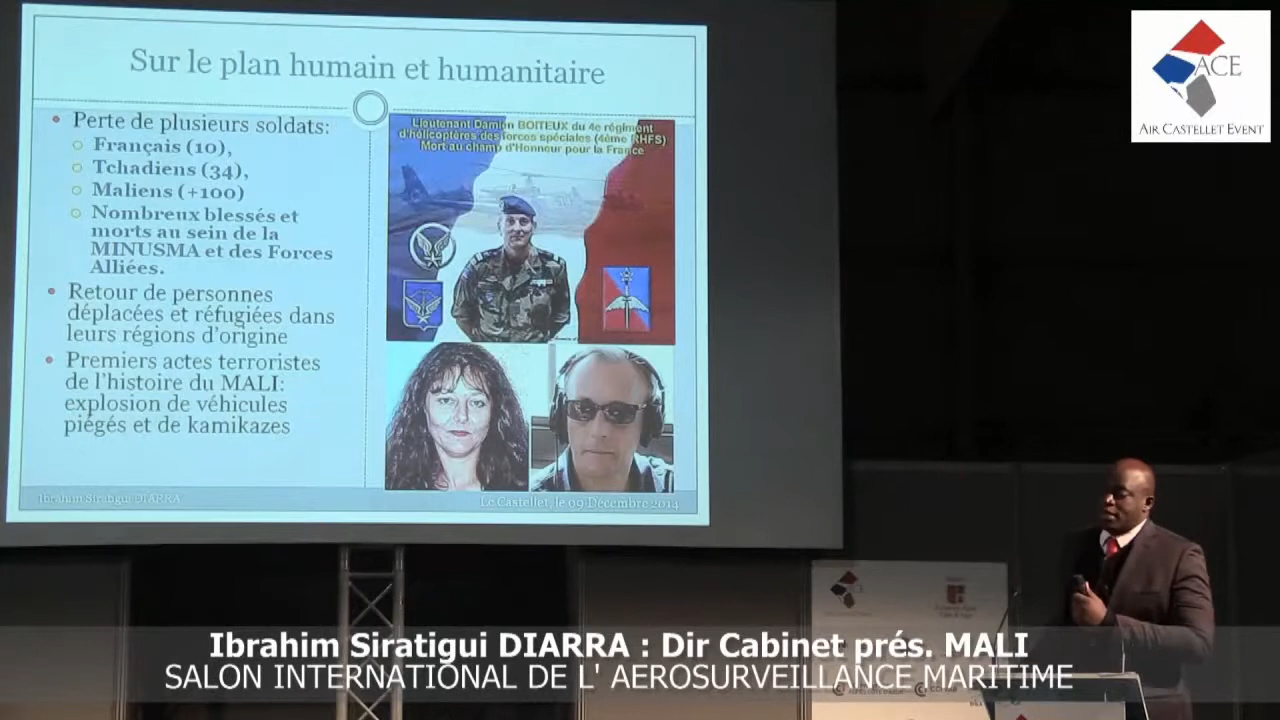 Sur le plan humain et humanitaire
Perte de plusieurs soldats:
Français (10),
Tchadiens (34),
Maliens (+100)
Nombreux blessés et
morts au sein de la
MINUSMA et des Forces
Alliées.
Retour de personnes
déplacées et réfugiées dans
leurs régions d'origine
Premiers actes terroristes
de l'histoire du MALI:
explosion de véhicules
piégés et de kamikazes
Lieutenant Damien BOITEUX du 4e régiment
d'hélicoptères des forces spéciales (4ème RHFS)
Mort au champ d'Honneur pour la France
Ibrahim Siratigui DIARRA
Le Castellet, le 09 Décembre 2014
ACE
AIR CASTELLET EVENT
Ibrahim Siratigui DIARRA : Dir Cabinet prés. MALI
SALON INTERNATIONAL DE L' AEROSURVEILLANCE MARITIME